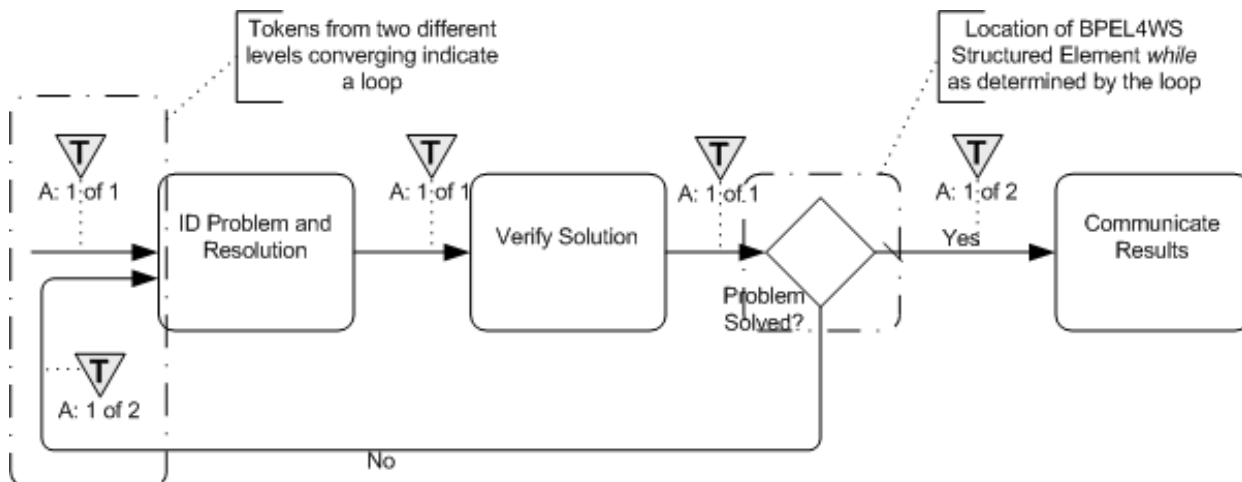 Tokens from two different
levels converging indicate
a loop
Location of BPEL4WS
Structured Element while
as determined by the loop
T
A: 1 of 1
T
A: 1 of 1
T
A: 1 of 1
T
A: 1 of 2
ID Problem and
Resolution
Verify Solution
Yes
Communicate
Results
Problem
Solved?
T
A: 1 of 2
No